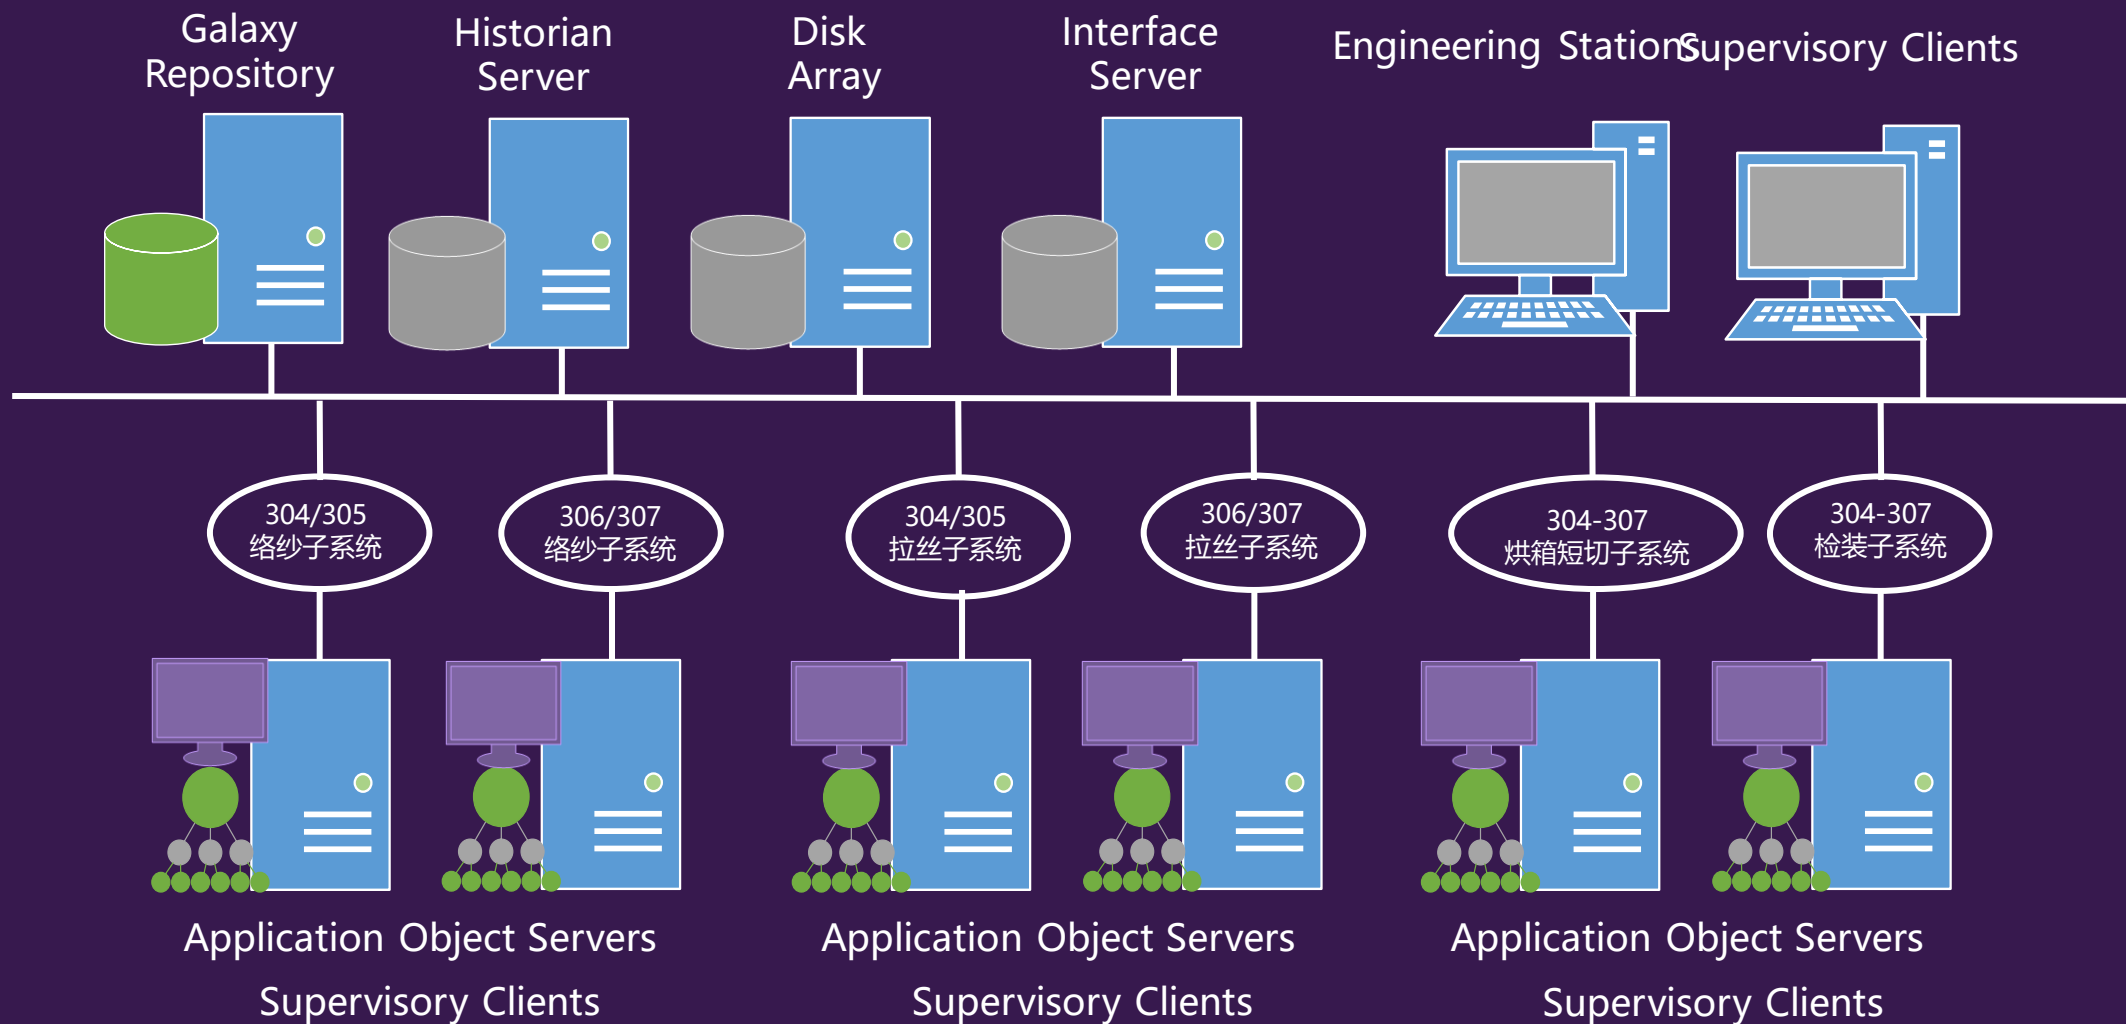 Galaxy
Repository
Historian
Server
Disk
Array
Interface
Server
Engineering Stations
Supervisory Clients
304/305
络纱子系统
306/307
络纱子系统
304/305
拉丝子系统
306/307
拉丝子系统
304-307
烘箱短切子系统
304-307
检装子系统
Application Object Servers
Supervisory Clients
Application Object Servers
Supervisory Clients
Application Object Servers
Supervisory Clients